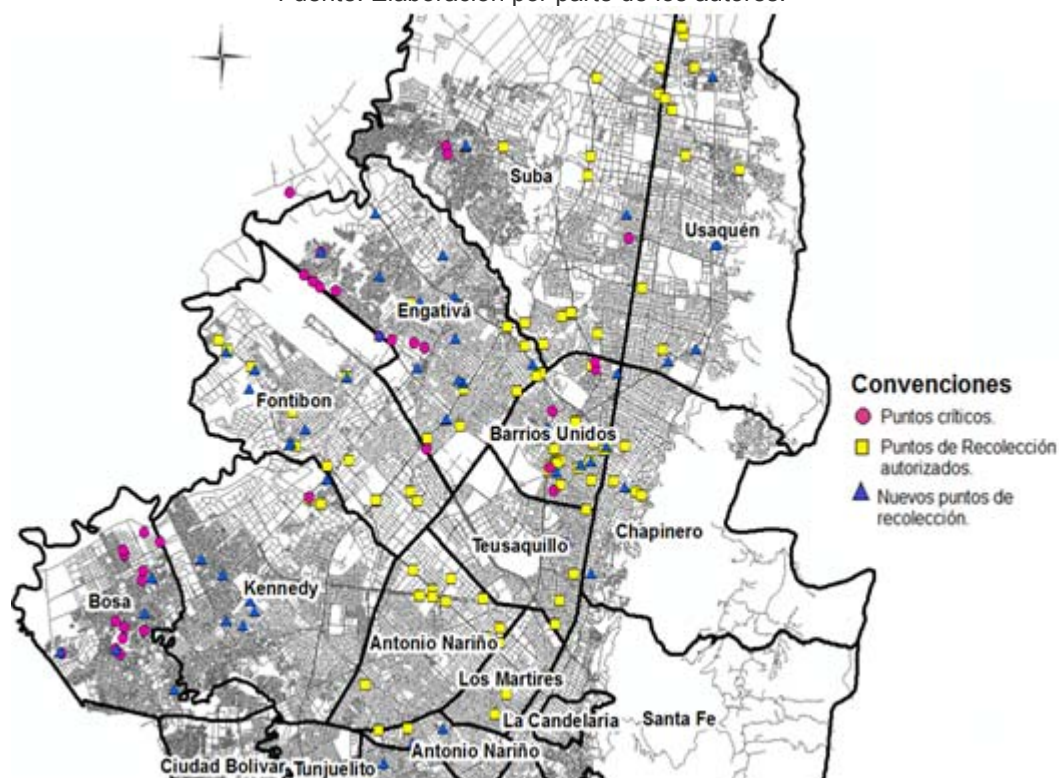 Fuente: Elaboración por parte de los autores.
Suba
Usaquén
Engativá
Fontibon
Barrios Unidos
Convenciones
Puntos críticos.
Puntos de Recolección
autorizados.
Nuevos puntos de
recolección.
Chapinero
Teusaquillo
Kennedy
Bosa
Antonio Nariño
Los Martires
La Candelaria
Santa Fe
Antonio Nariño
Ciudad Bolivar
Tunjuelito